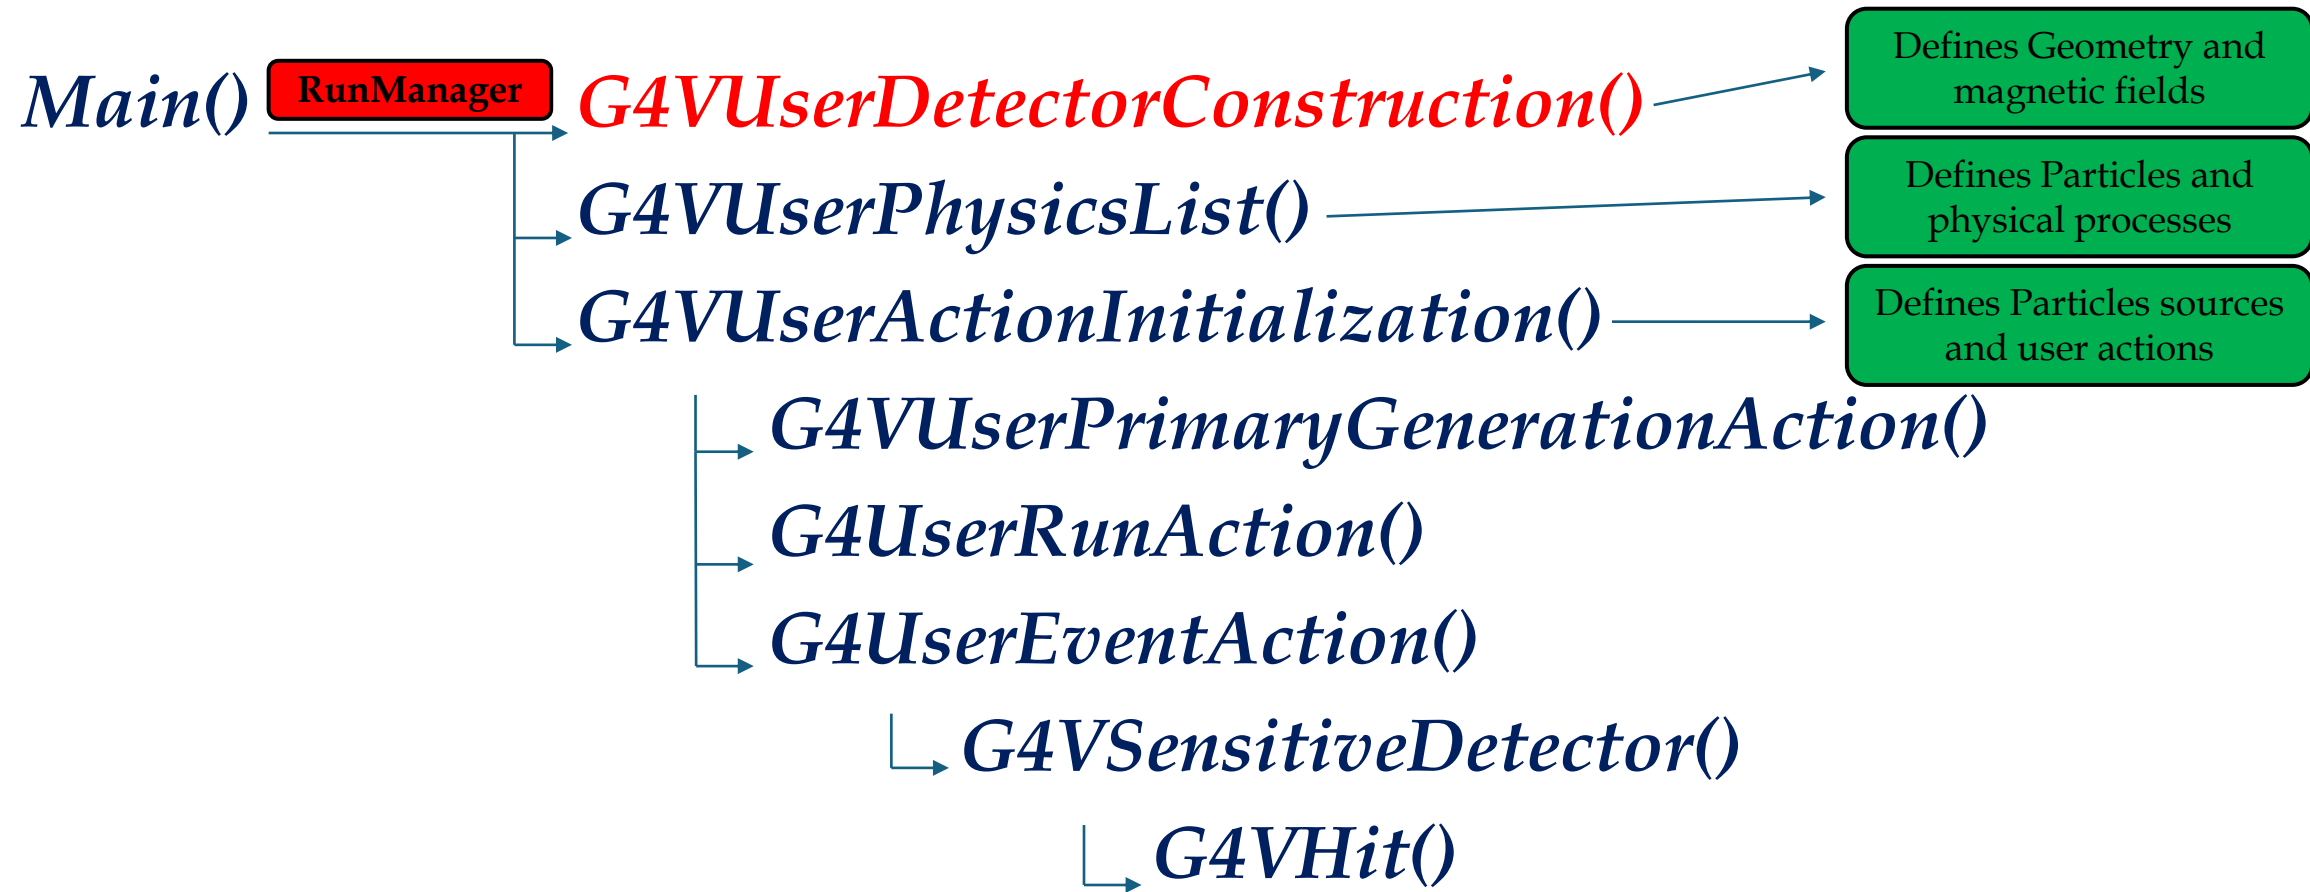 Main()
RunManager
G4VUserDetectorConstruction()
Defines Geometry and
magnetic fields
G4VUserPhysicsList()
Defines Particles and
physical processes
G4VUserActionInitialization()
Defines Particles sources
and user actions
G4VUserPrimaryGenerationAction()
G4UserRunAction()
G4UserEventAction()
G4VSensitiveDetector()
G4VHit()